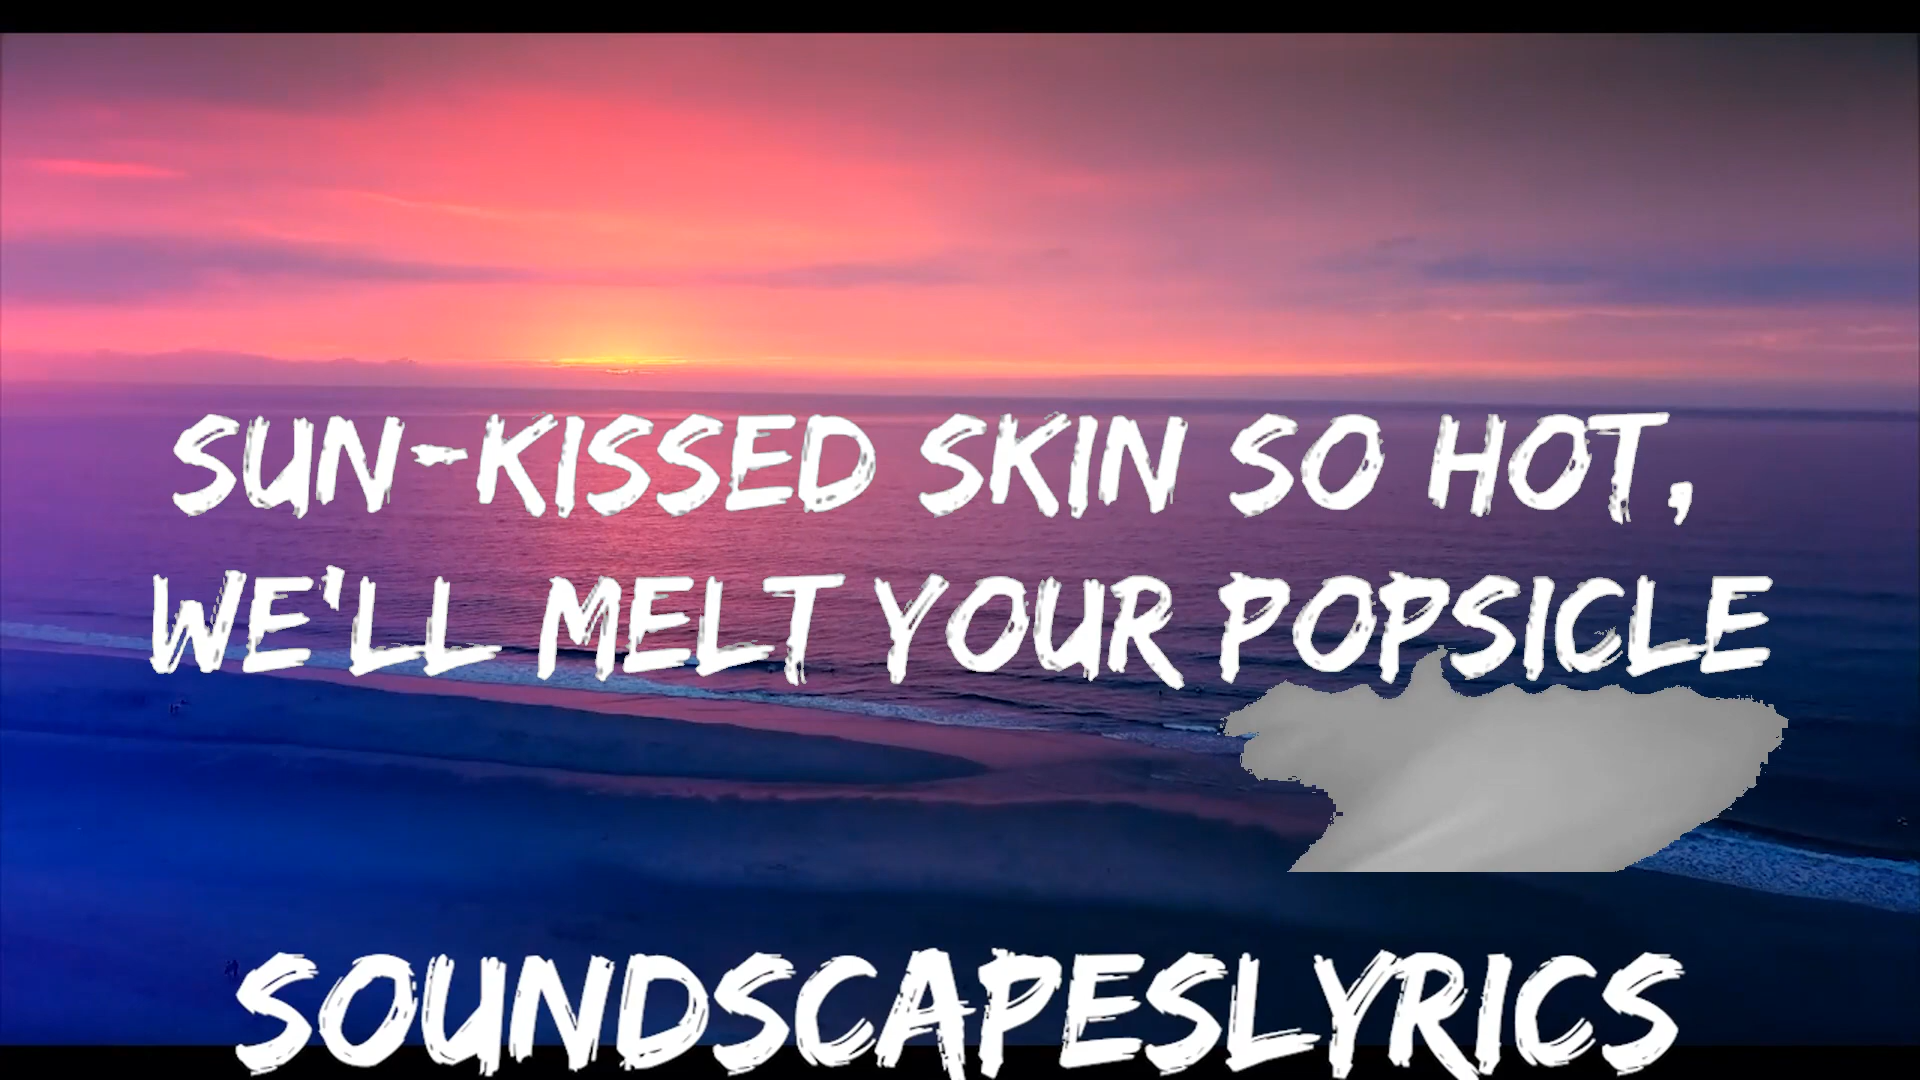 SUN-KISSED SKIN SO HOT,
WE'LL MELT YOUR POPSICLE
SOUNDSCAPESLYRICS